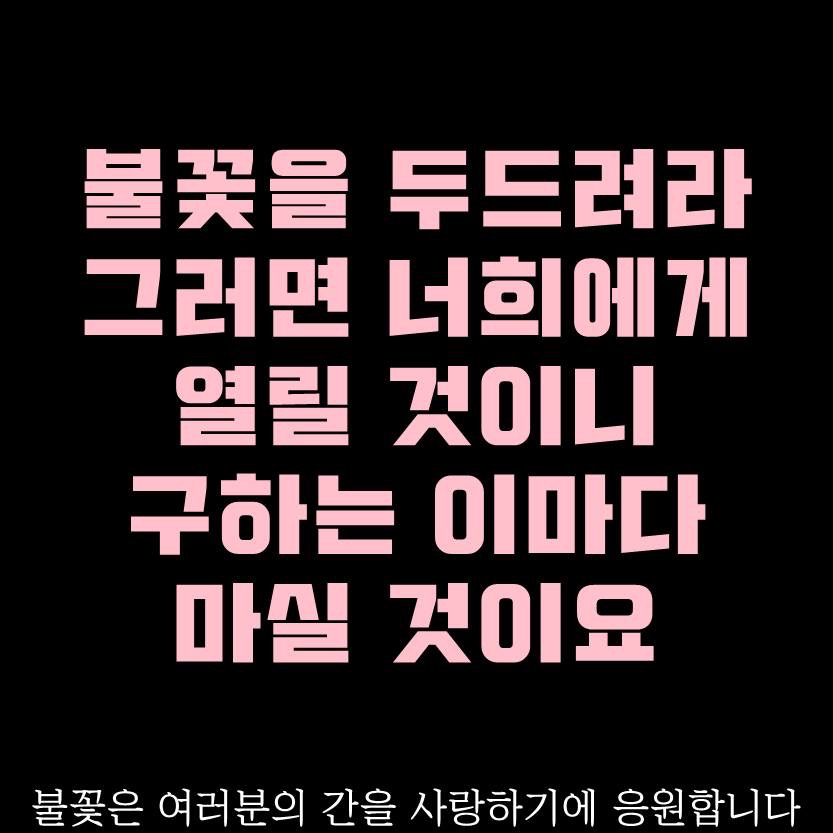 불꽃을 두드려라
그러면 너희에게
열릴 것이니
구하는 이마다
마실 것이요
불꽃은 여러분의 간을 사랑하기에 응원합니다